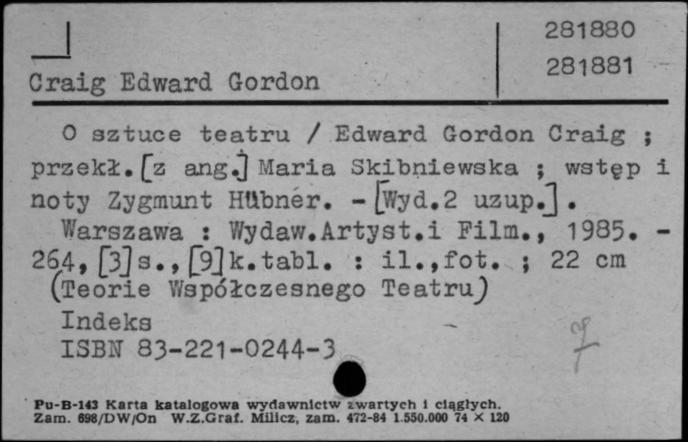 281880
281881
Craig Edward Gordon
O sztuce teatru / Edward Gordon Craig ;
przekł.[z ang.] Maria Skibniewska ; wstęp i
noty Zygmunt Hübner. - [Wyd.2 uzup.].
Warszawa : Wydaw.Artyst.i Film., 1985. -
264,[3]s.,[9]k.tabl. : il.,fot. ; 22 cm
(Teorie Współczesnego Teatru)
Indeks
ISBN 83-221-0244-3
Pu-B-143 Karta katalogowa wydawnictw zwartych i ciągłych.
Zam. 698/DW/On W.Z.Graf. Milicz, zam. 472-84 1.550.000 74 X 120